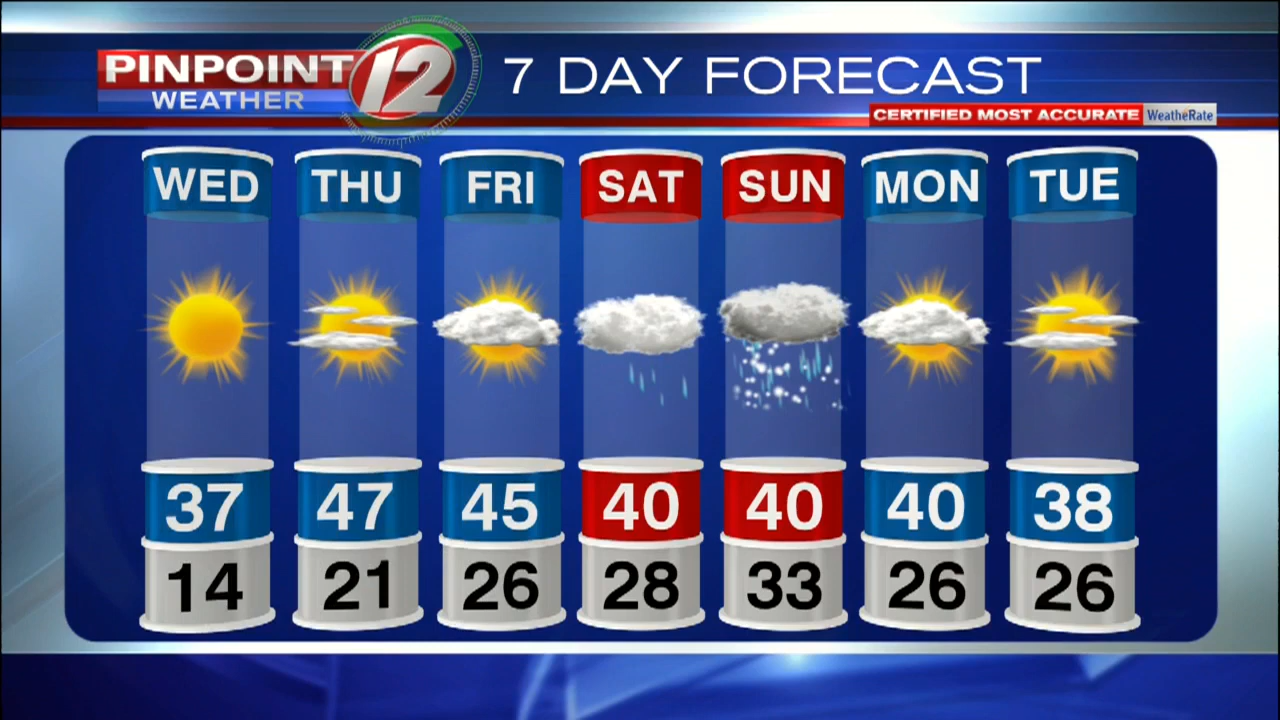 PINPOINT 12
WEATHER
7 DAY FORECAST
CERTIFIED MOST ACCURATE WeatheRate
WED THU FRI SAT SUN MON TUE
37 47 45 40 40 40 38
14 21 26 28 33 26 26